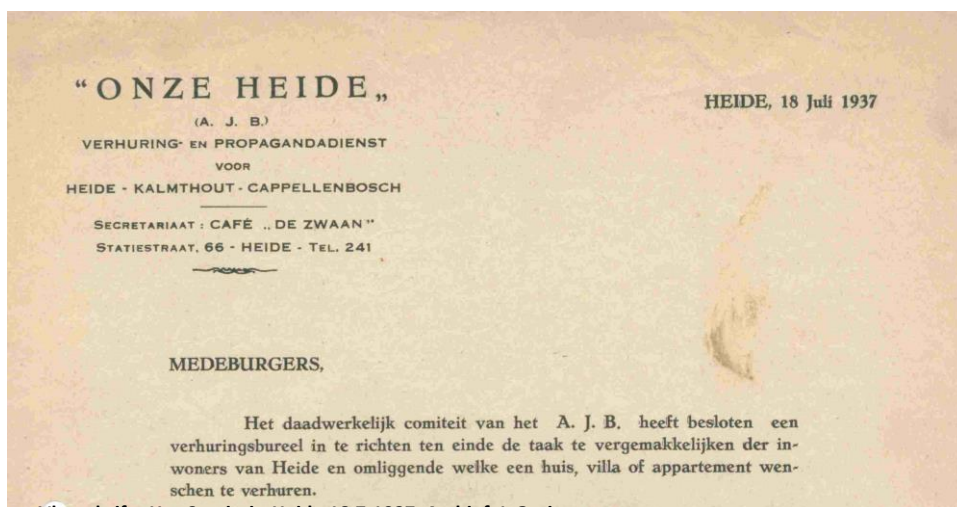 “ONZE HEIDE„
(A. J. B.)
VERHURING- EN PROPAGANDADIENST
VOOR
HEIDE - KALMTHOUT - CAPPELLENBOSCH
SECRETARIAAT : CAFÉ „DE ZWAAN”
STATIESTRAAT, 66 - HEIDE - TEL. 241
HEIDE, 18 Juli 1937
MEDEBURGERS,
Het daadwerkelijk comiteit van het A. J. B. heeft besloten een
verhuringsbureel in te richten ten einde de taak te vergemakkelijken der in-
woners van Heide en omliggende welke een huis, villa of appartement wen-
schen te verhuren.